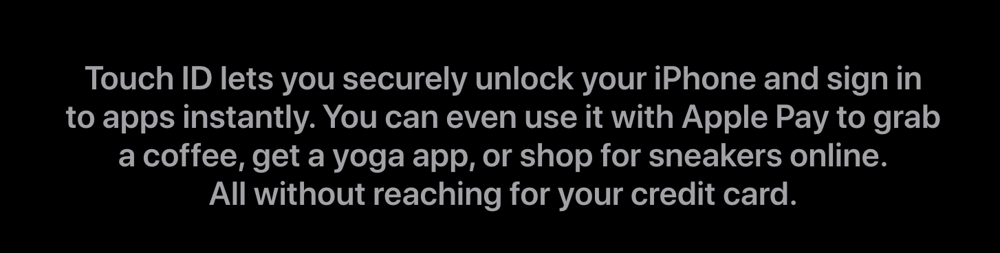 Touch ID lets you securely unlock your iPhone and sign in
to apps instantly. You can even use it with Apple Pay to grab
a coffee, get a yoga app, or shop for sneakers online.
All without reaching for your credit card.